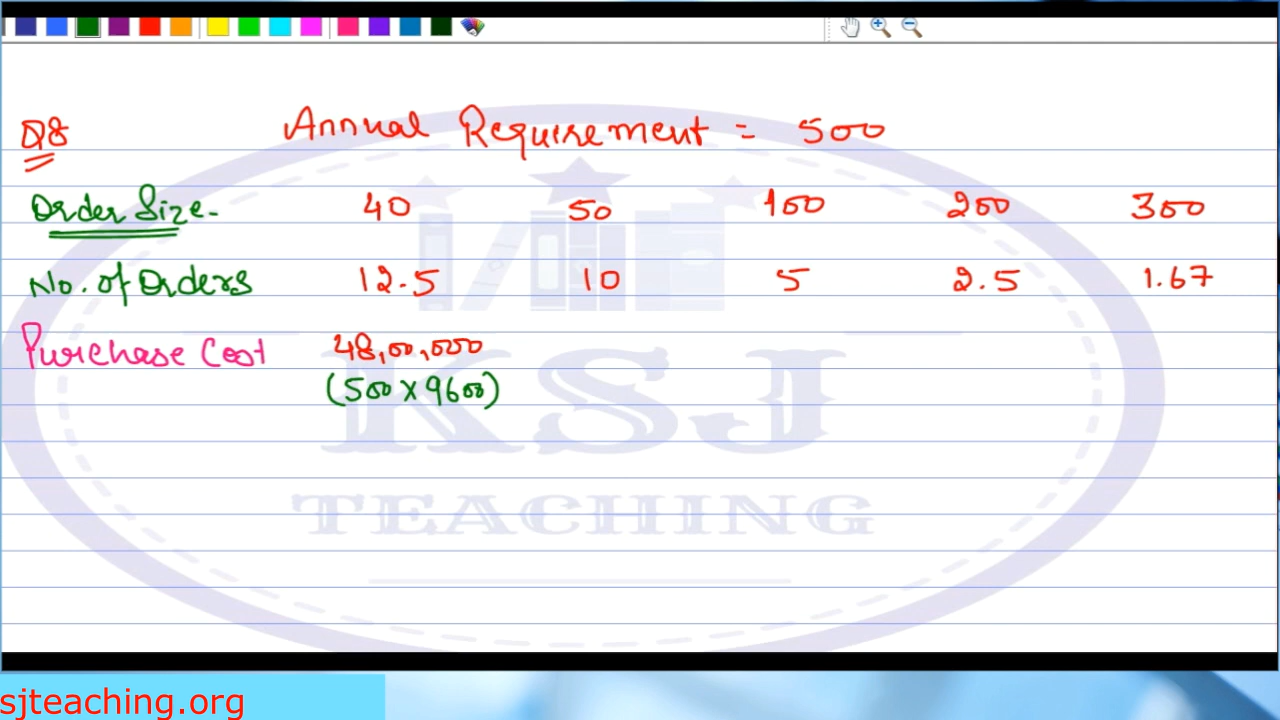 Q8 Annual Requirement = 500
Order Size- 40 50 100 200 300
No. of Orders 12.5 10 5 2.5 1.67
Purchase Cost 48,00,000
(500 X 9600)
KSJ
TEACHING
sjteaching.org